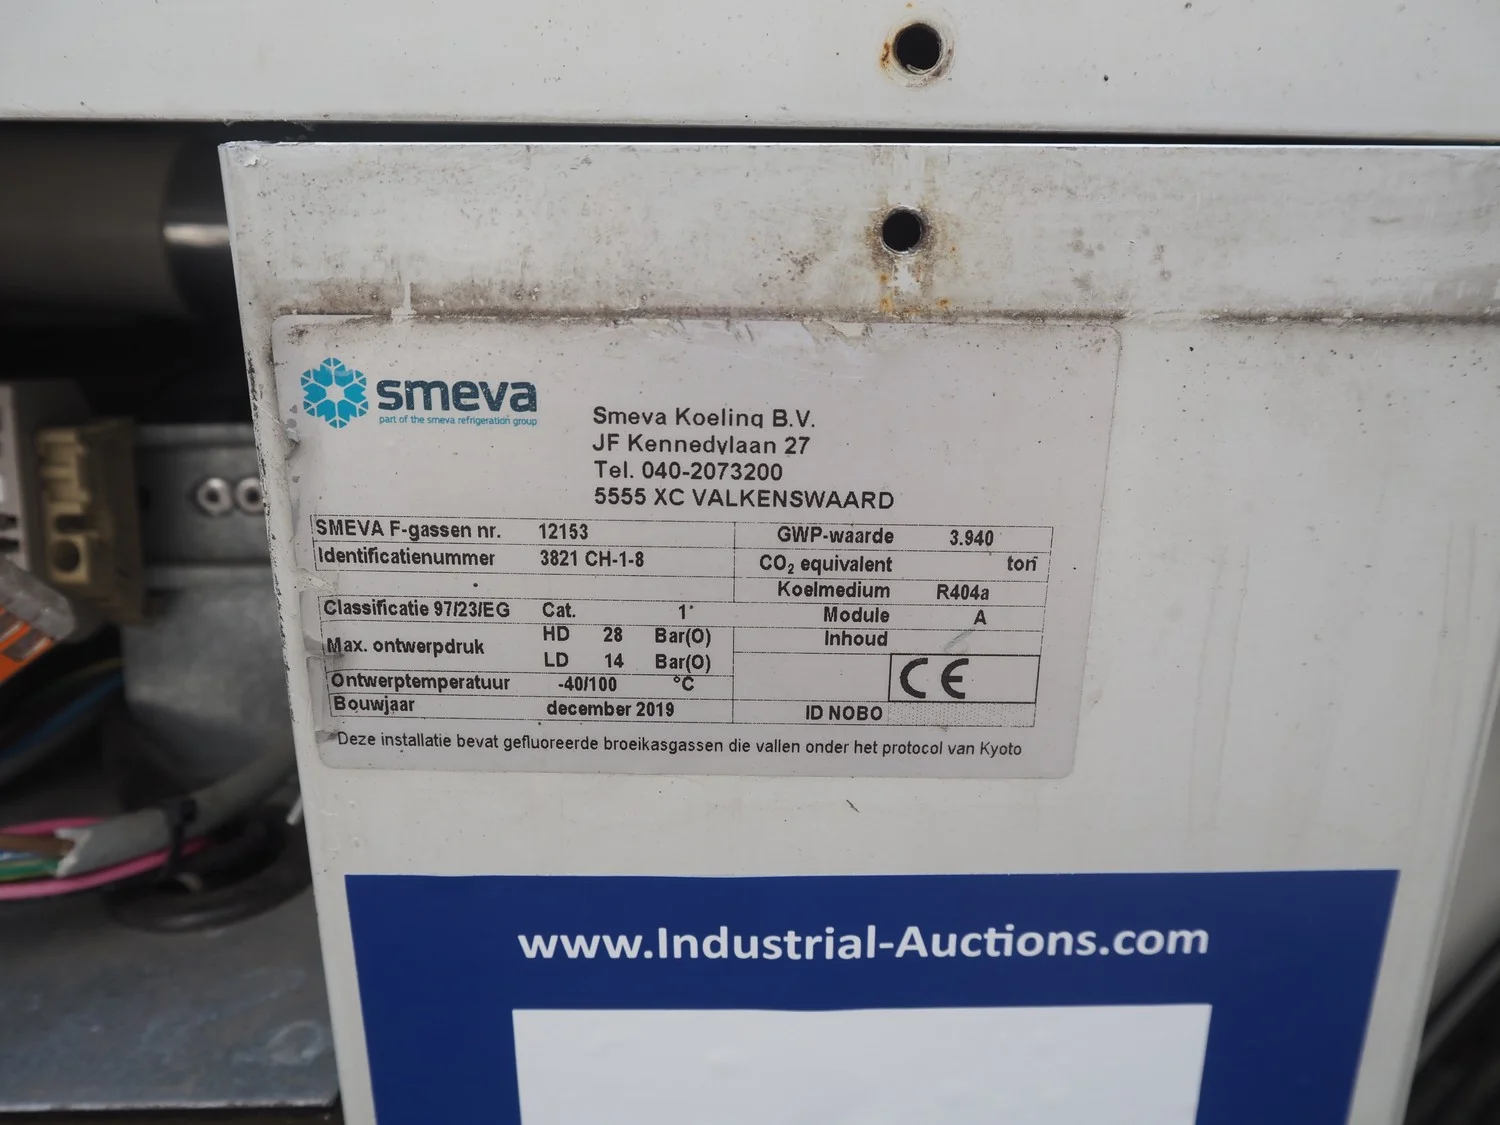 smeva
part of the smeva refrigeration group
Smeva Koeling B.V.
JF Kennedylaan 27
Tel. 040-2073200
5555 XC VALKENSWAARD
SMEVA F-gassen nr. 12153 GWP-waarde 3.940
Identificatienummer 3821 CH-1-8 CO₂ equivalent ton
Koelmedium R404a
Classificatie 97/23/EG Cat. 1 Module A
Max. ontwerpdruk HD 28 Bar(O) Inhoud
LD 14 Bar(O)
CE
Ontwerptemperatuur -40/100 °C
Bouwjaar december 2019 ID NOBO
Deze installatie bevat gefluoreerde broeikasgassen die vallen onder het protocol van Kyoto
www.Industrial-Auctions.com